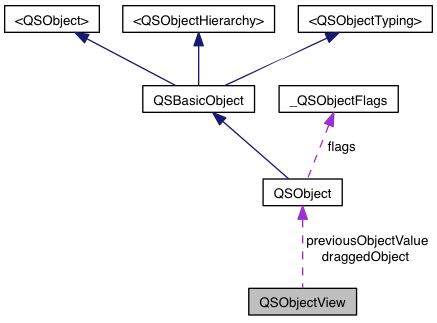 <QSObject>
<QSObjectHierarchy>
<QSObjectTyping>
QSBasicObject
_QSObjectFlags
flags
QSObject
previousObjectValue
draggedObject
QSObjectView